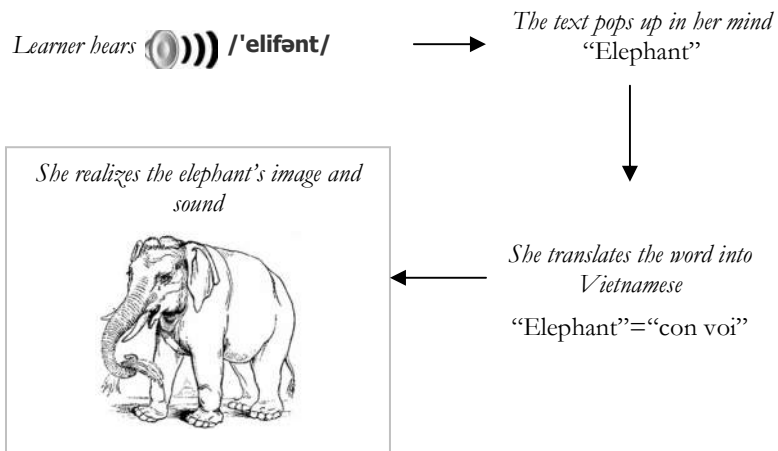 Learner hears /'elifənt/
The text pops up in her mind
“Elephant”
She translates the word into
Vietnamese
“Elephant”=“con voi”
She realizes the elephant’s image and
sound